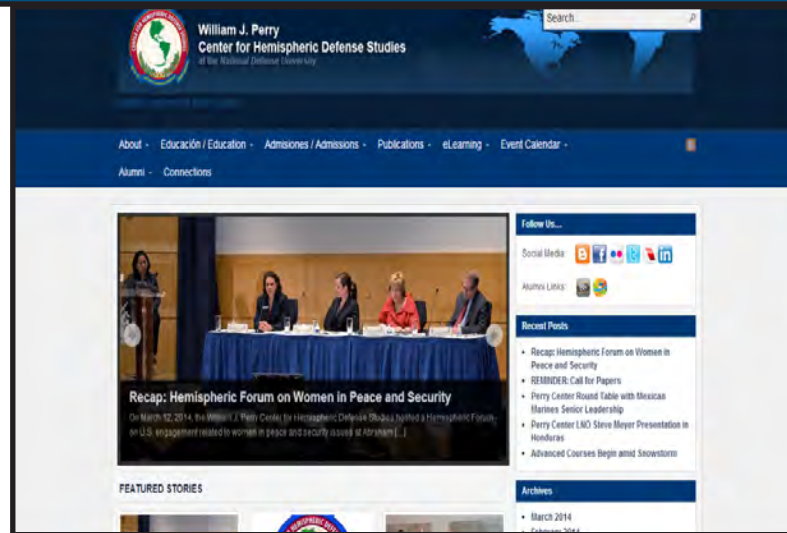 William J. Perry
Center for Hemispheric Defense Studies
at the National Defense University
Search
About
Educación / Education
Admisiones / Admissions
Publications
eLearning
Event Calendar
Alumni
Connections
Recap: Hemispheric Forum on Women in Peace and Security
On March 12, 2014, the William J. Perry Center for Hemispheric Defense Studies hosted a Hemispheric Forum
on U.S. engagement related to women in peace and security issues at Abraham [...]
FEATURED STORIES
Follow Us...
Social Media:
Alumni Links:
Recent Posts
Recap: Hemispheric Forum on Women in
Peace and Security
REMINDER: Call for Papers
Perry Center Round Table with Mexican
Marines Senior Leadership
Perry Center LNO Steve Meyer Presentation in
Honduras
Advanced Courses Begin amid Snowstorm
Archives
March 2014
February 2014